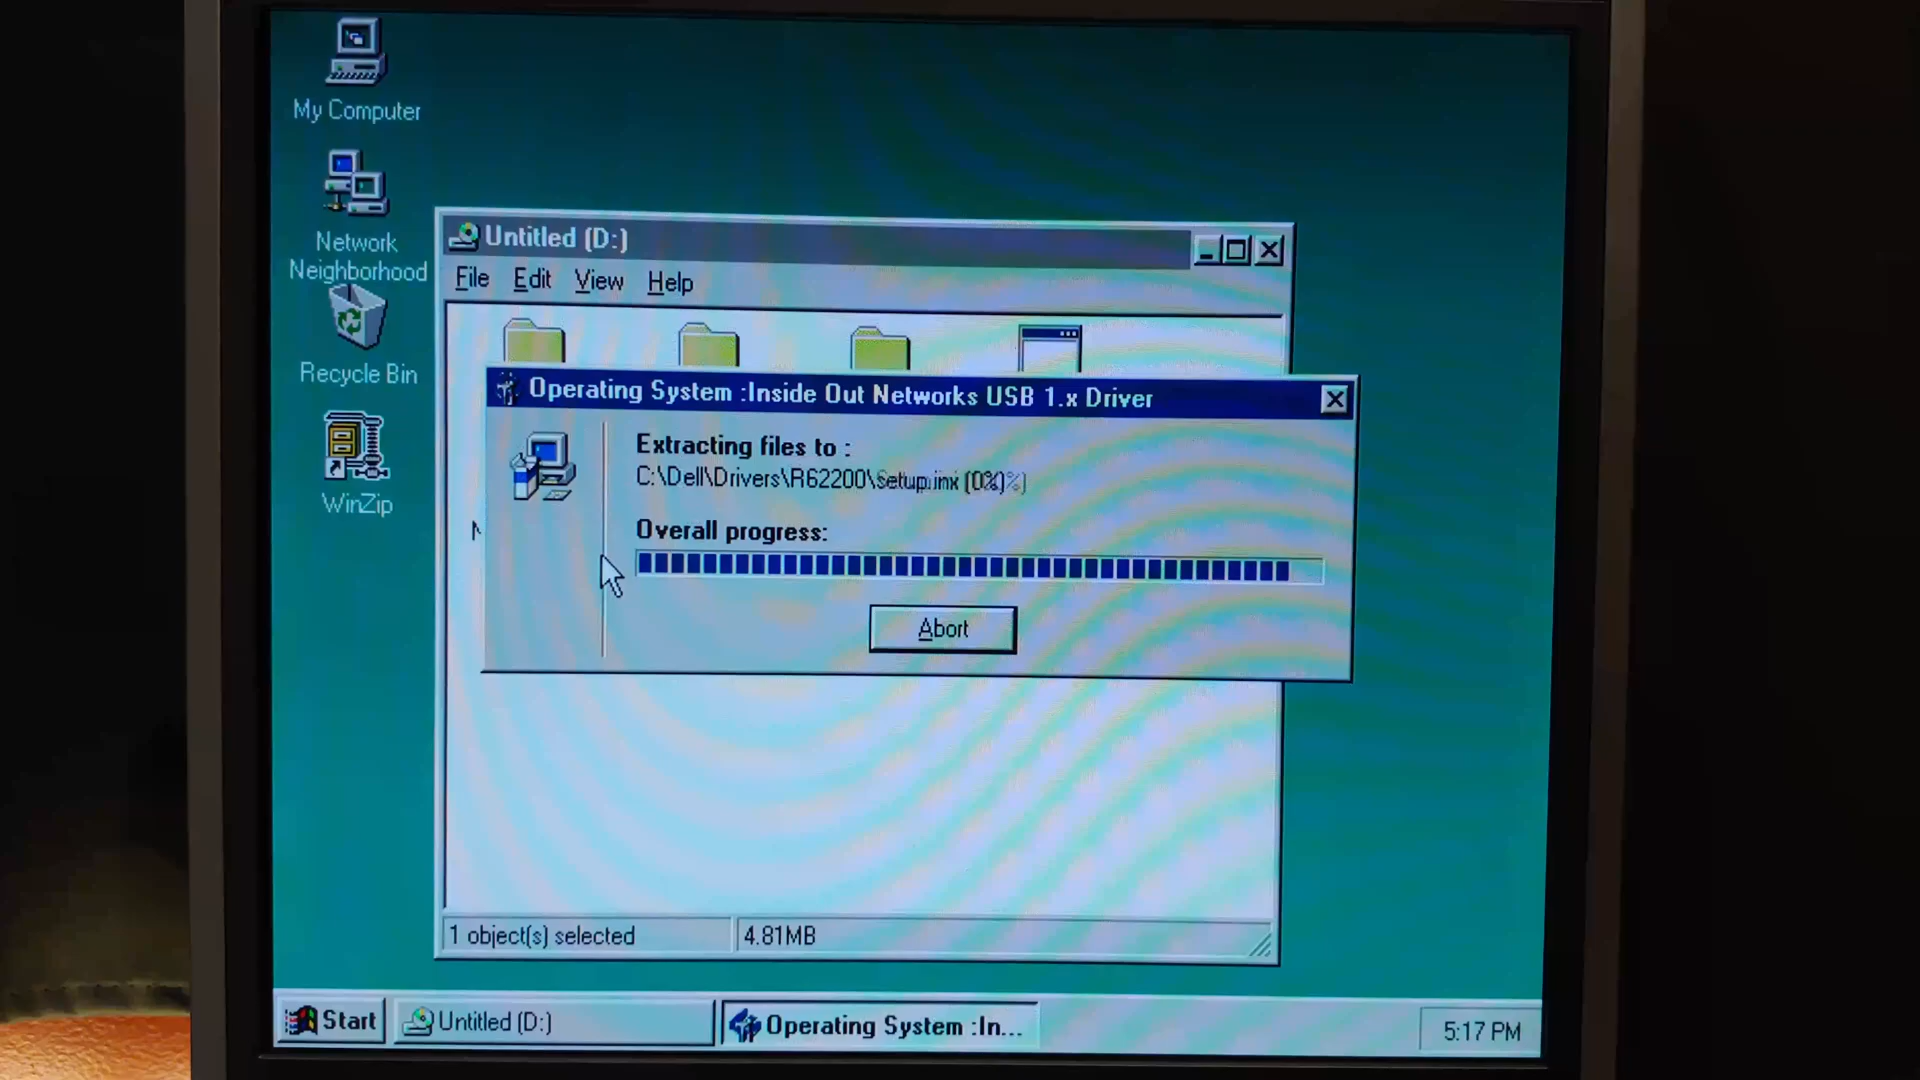 My Computer
Network
Neighborhood
Recycle Bin
WinZip
Untitled (D:)
File Edit View Help
Operating System :Inside Out Networks USB 1.x Driver
Extracting files to :
C:\Dell\Drivers\R62200\Setup.inx
Overall progress:
Abort
1 object(s) selected
4.81MB
Start
Untitled (D:)
Operating System :In...
5:17 PM